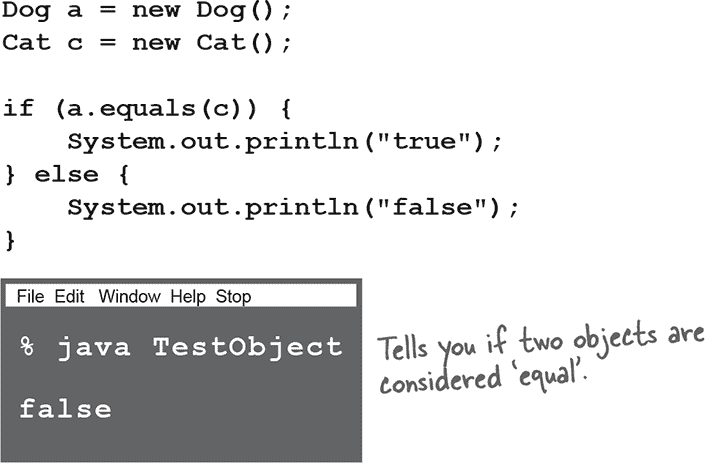 Dog a = new Dog();
Cat c = new Cat();
if (a.equals(c)) {
    System.out.println("true");
} else {
    System.out.println("false");
}
File Edit Window Help Stop
% java TestObject
false
Tells you if two objects are
considered ‘equal’.